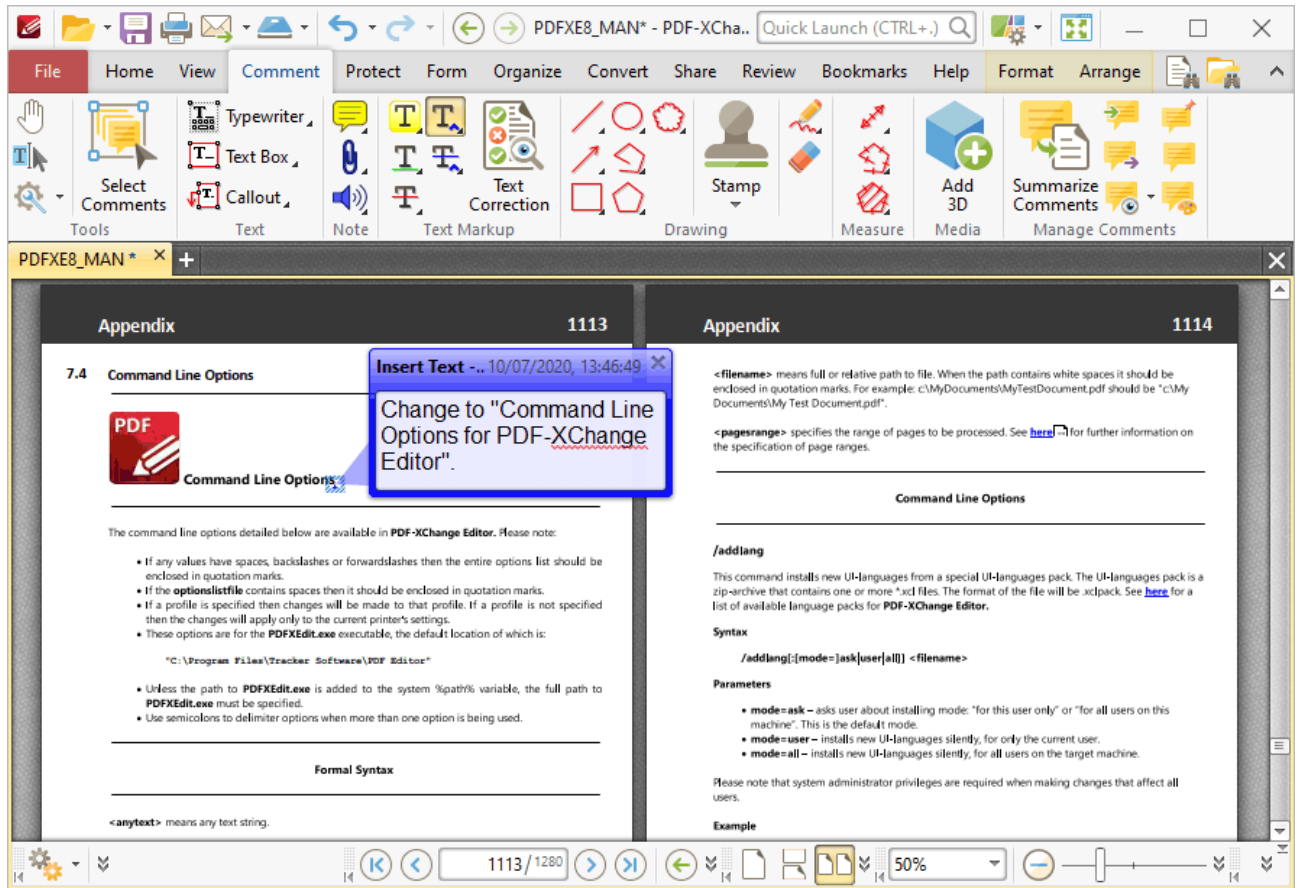 PDFXE8_MAN* - PDF-XCha.. Quick Launch (CTRL+.)
File Home View Comment Protect Form Organize Convert Share Review Bookmarks Help Format Arrange
Select
Comments
Tools
Typewriter
Text Box
Callout
Text
Note
Text
Correction
Text Markup
Drawing
Stamp
Measure
Add
3D
Media
Summarize
Comments
Manage Comments
PDFXE8_MAN *
Appendix 1113
7.4 Command Line Options
PDF
Command Line Options
Insert Text -.. 10/07/2020, 13:46:49
Change to "Command Line
Options for PDF-XChange
Editor".
The command line options detailed below are available in PDF-XChange Editor. Please note:
• If any values have spaces, backslashes or forwardslashes then the entire options list should be
enclosed in quotation marks.
• If the optionslistfile contains spaces then it should be enclosed in quotation marks.
• If a profile is specified then changes will be made to that profile. If a profile is not specified
then the changes will apply only to the current printer's settings.
• These options are for the PDFXEdit.exe executable, the default location of which is:
"C:\Program Files\Tracker Software\PDF Editor"
• Unless the path to PDFXEdit.exe is added to the system %path% variable, the full path to
PDFXEdit.exe must be specified.
• Use semicolons to delimiter options when more than one option is being used.
Formal Syntax
<anytext> means any text string.
Appendix 1114
<filename> means full or relative path to file. When the path contains white spaces it should be
enclosed in quotation marks. For example: c:\MyDocuments\MyTestDocument.pdf should be "c:\My
Documents\My Test Document.pdf".
<pagesrange> specifies the range of pages to be processed. See here for further information on
the specification of page ranges.
Command Line Options
/addlang
This command installs new UI-languages from a special UI-languages pack. The UI-languages pack is a
zip-archive that contains one or more *.xcl files. The format of the file will be .xclpack. See here for a
list of available language packs for PDF-XChange Editor.
Syntax
/addlang[:[mode=]ask|user|all]] <filename>
Parameters
• mode=ask – asks user about installing mode: "for this user only" or "for all users on this
machine". This is the default mode.
• mode=user – installs new UI-languages silently, for only the current user.
• mode=all – installs new UI-languages silently, for all users on the target machine.
Please note that system administrator privileges are required when making changes that affect all
users.
Example
1113 / 1280 50%